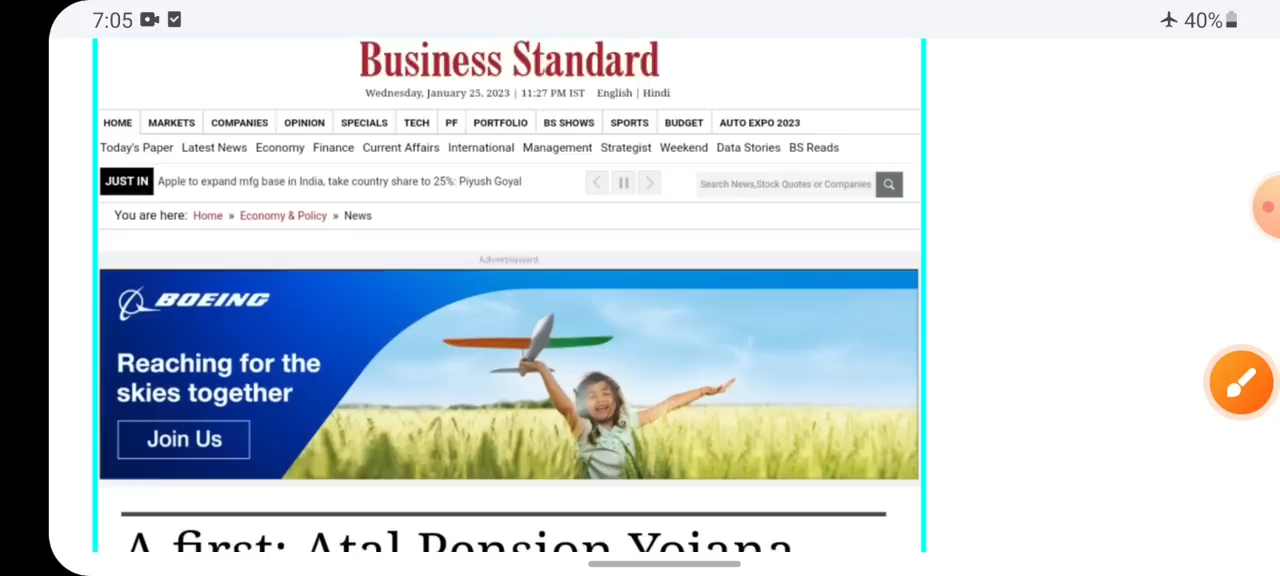 7:05 40%
Business Standard
Wednesday, January 25, 2023 | 11:27 PM IST English | Hindi
HOME MARKETS COMPANIES OPINION SPECIALS TECH PF PORTFOLIO BS SHOWS SPORTS BUDGET AUTO EXPO 2023
Today's Paper Latest News Economy Finance Current Affairs International Management Strategist Weekend Data Stories BS Reads
JUST IN Apple to expand mfg base in India, take country share to 25%: Piyush Goyal Search News,Stock Quotes or Companies
You are here: Home » Economy & Policy » News
Advertisement
BOEING
Reaching for the
skies together
Join Us
A first: Atal Pension Yojana